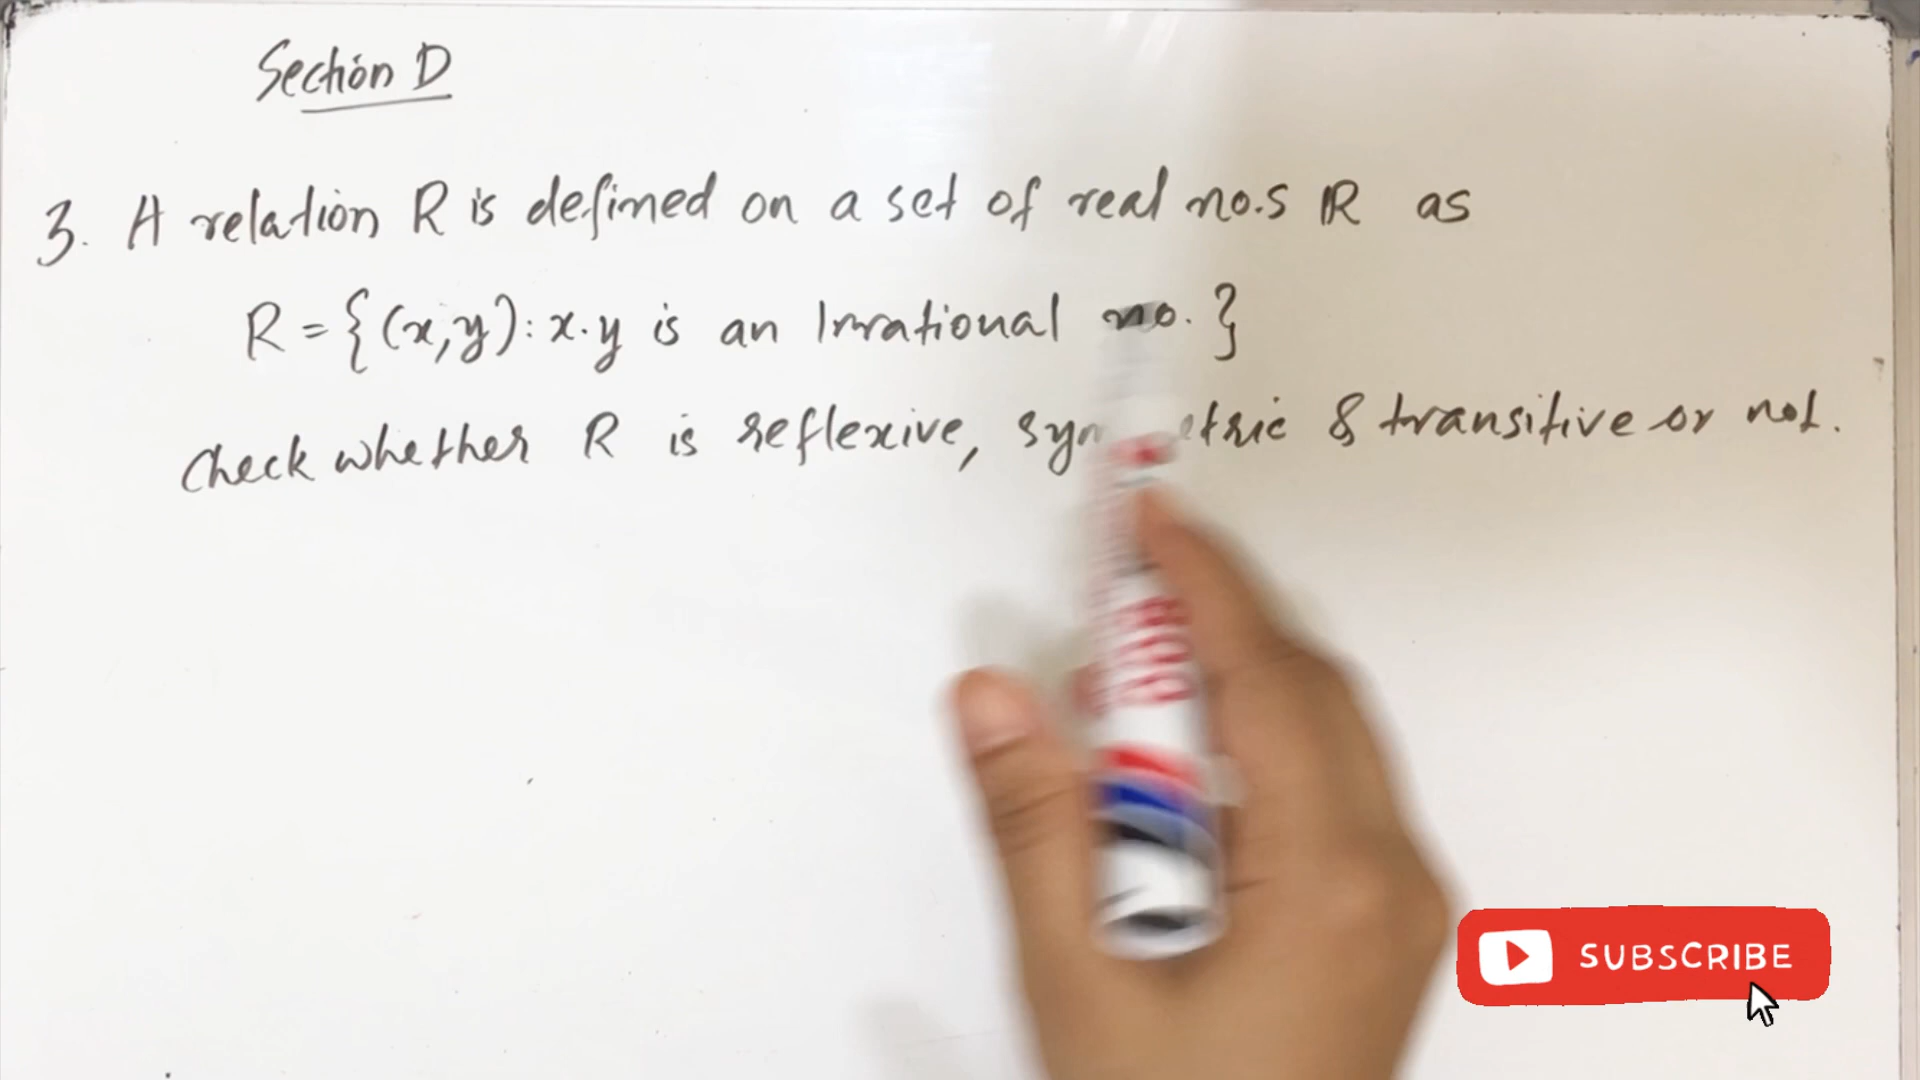 Section D
3. A relation R is defined on a set of real no.s ℝ as
R = {(x,y): x.y is an Irrational no.}
Check whether R is reflexive, symetric & transitive or not.
SUBSCRIBE